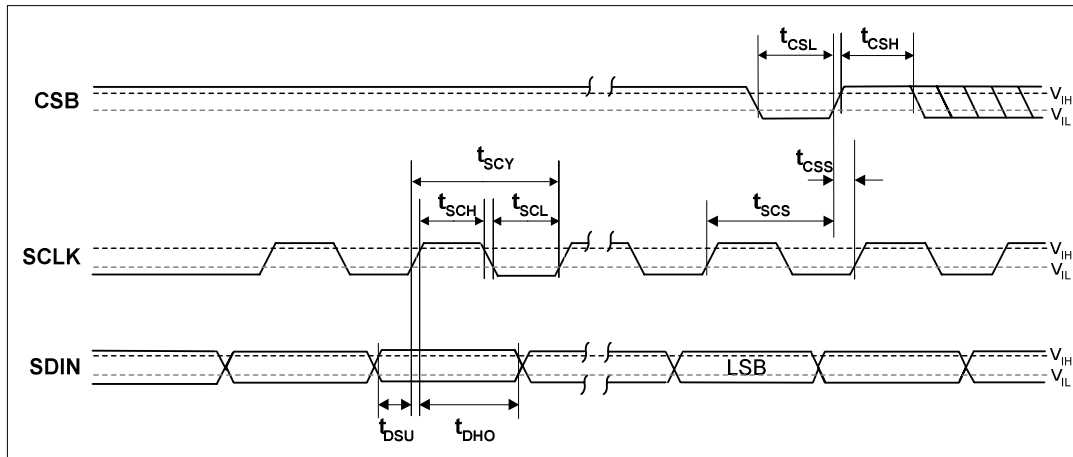 tCSL tCSH
CSB
VIH
VIL
tSCY
tCSS
tSCH tSCL
tSCS
SCLK
VIH
VIL
SDIN
LSB
VIH
VIL
tDSU tDHO